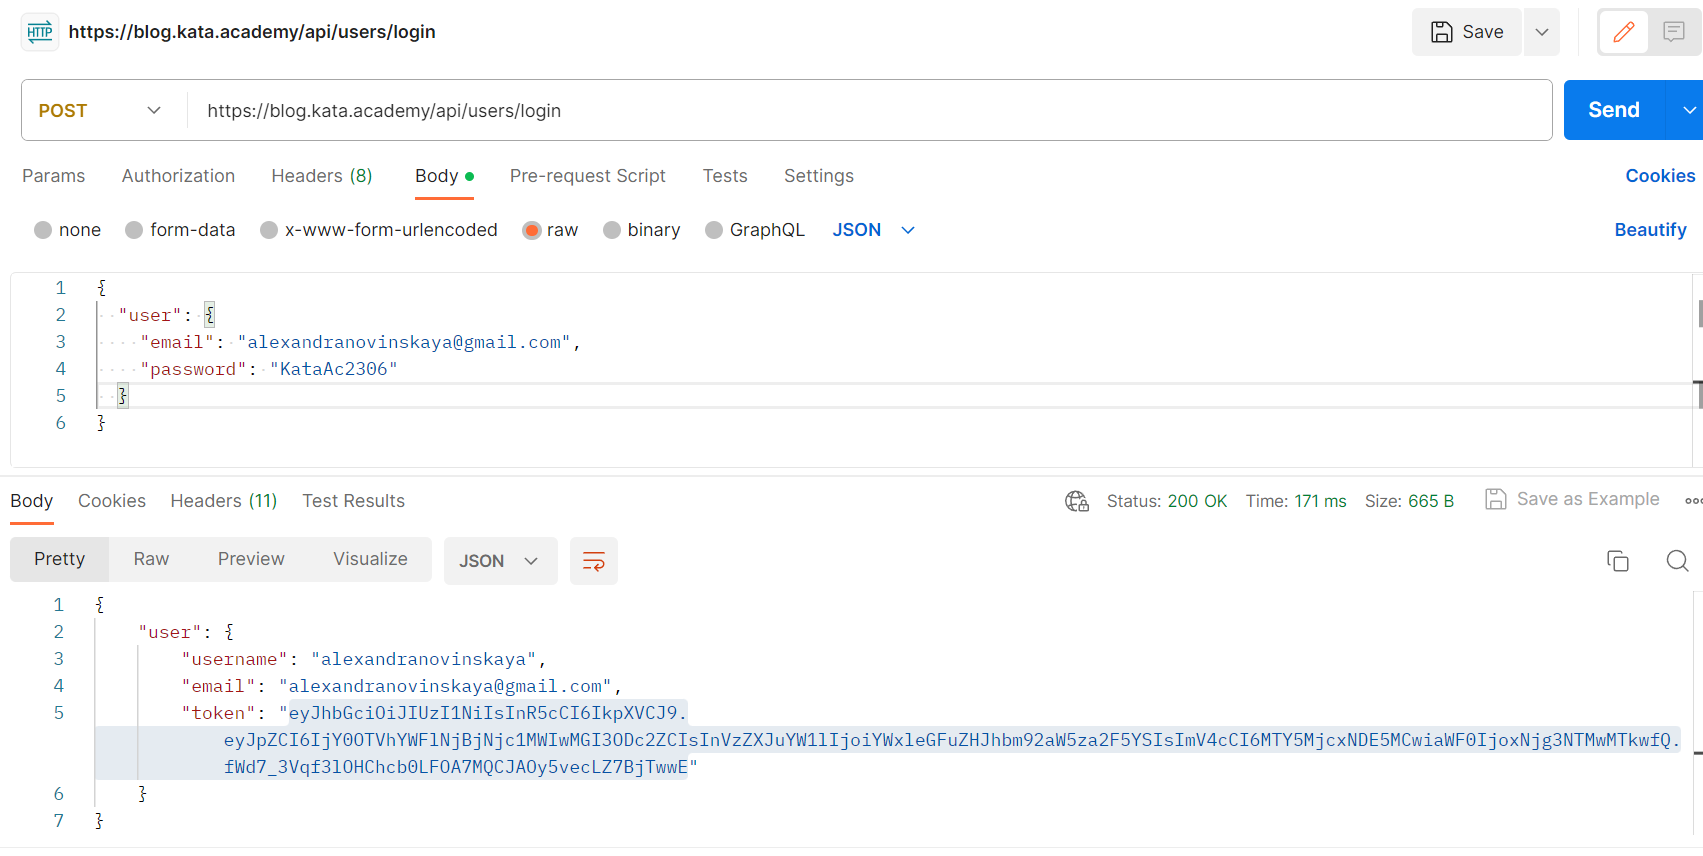 HTTP https://blog.kata.academy/api/users/login Save
POST https://blog.kata.academy/api/users/login Send
Params Authorization Headers (8) Body Pre-request Script Tests Settings Cookies
none form-data x-www-form-urlencoded raw binary GraphQL JSON Beautify
1 {
2 "user": {
3 "email": "alexandranovinskaya@gmail.com",
4 "password": "KataAc2306"
5 }
6 }
Body Cookies Headers (11) Test Results Status: 200 OK Time: 171 ms Size: 665 B Save as Example
Pretty Raw Preview Visualize JSON
1 {
2 "user": {
3 "username": "alexandranovinskaya",
4 "email": "alexandranovinskaya@gmail.com",
5 "token": "eyJhbGciOiJIUzI1NiIsInR5cCI6IkpXVCJ9.
eyJpZCI6IjY0OTVhYWFlNjBjNjc1MWIwMGI3ODc2ZCIsInVzZXJuYW1lIjoiYWxleGFuZHJhbm92aW5za2F5YSIsImV4cCI6MTY5MjcxNDE5MCwiaWF0IjoxNjg3NTMwMTkwfQ.
fWd7_3Vqf3lOHChcb0LFOA7MQCJAOy5vecLZ7BjTwwE"
6 }
7 }